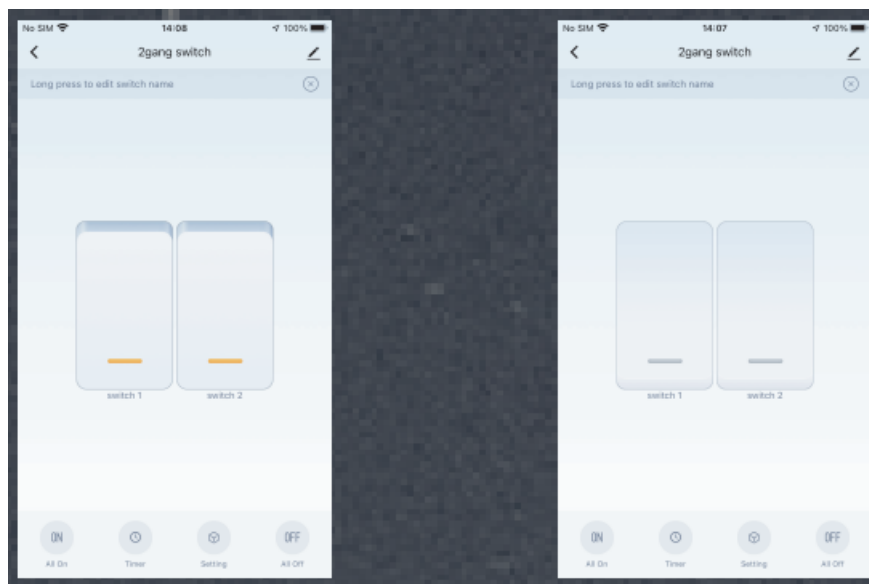 No SIM 14:08 100%
2gang switch
Long press to edit switch name
switch 1 switch 2
ON OFF
All On Timer Setting All Off
No SIM 14:07 100%
2gang switch
Long press to edit switch name
switch 1 switch 2
ON OFF
All On Timer Setting All Off